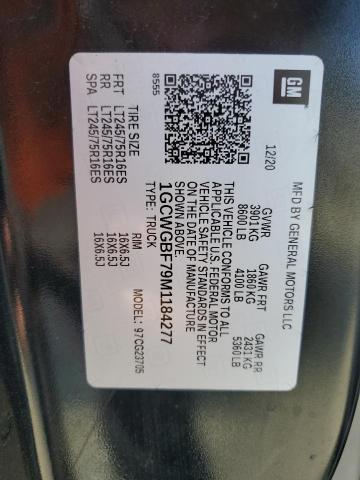 GM
MFD BY GENERAL MOTORS LLC
12/20
GVWR GAWR FRT GAWR RR
3901KG 1860 KG 2431 KG
8600 LB 4100 LB 5360 LB
THIS VEHICLE CONFORMS TO ALL
APPLICABLE U.S. FEDERAL MOTOR
VEHICLE SAFETY STANDARDS IN EFFECT
ON THE DATE OF MANUFACTURE
SHOWN ABOVE.
1GCWGBF79M1184277
TYPE: TRUCK MODEL: 97CG23705
8555
TIRE SIZE RIM
FRT LT245/75R16ES 16X6.5J
RR LT245/75R16ES 16X6.5J
SPA LT245/75R16ES 16X6.5J